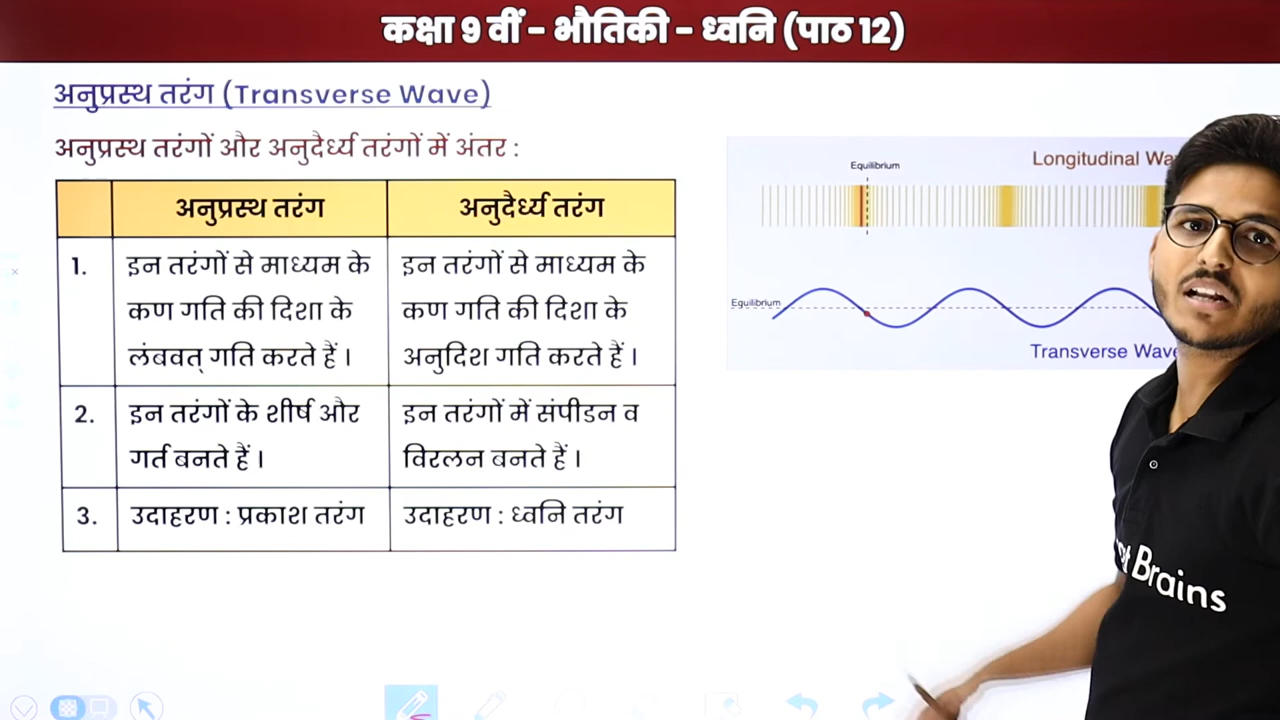 कक्षा 9 वीं - भौतिकी - ध्वनि (पाठ 12)
अनुप्रस्थ तरंग (Transverse Wave)
अनुप्रस्थ तरंगों और अनुदैर्ध्य तरंगों में अंतर :
अनुप्रस्थ तरंग
अनुदैर्ध्य तरंग
1.
इन तरंगों से माध्यम के
कण गति की दिशा के
लंबवत् गति करते हैं ।
इन तरंगों से माध्यम के
कण गति की दिशा के
अनुदिश गति करते हैं ।
2.
इन तरंगों के शीर्ष और
गर्त बनते हैं ।
इन तरंगों में संपीडन व
विरलन बनते हैं ।
3.
उदाहरण : प्रकाश तरंग
उदाहरण : ध्वनि तरंग
Longitudinal
Equilibrium
Equilibrium
Transverse Wave
Brains